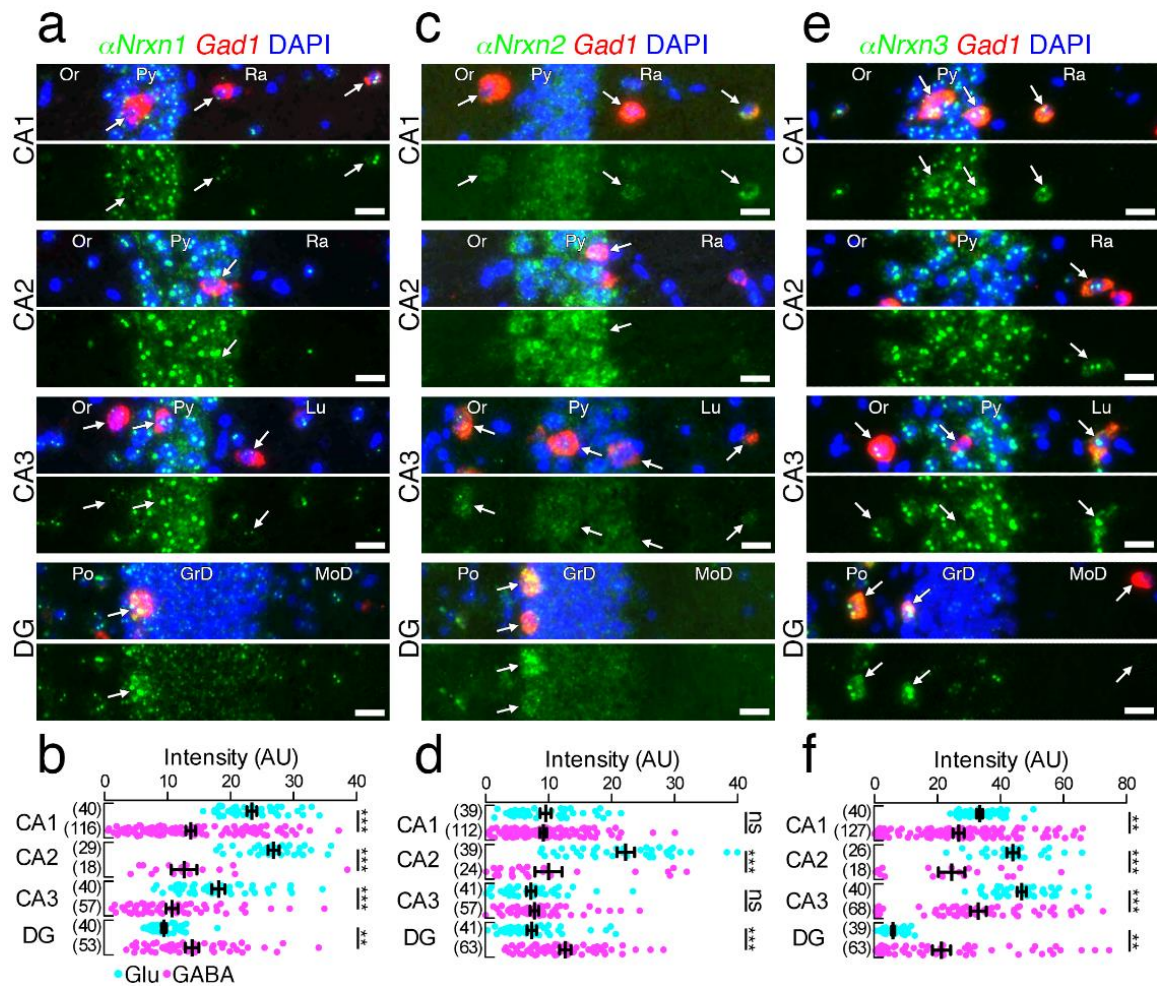 a
αNrxn1 Gad1 DAPI
CA1
Or Py Ra
CA2
Or Py Ra
CA3
Or Py Lu
DG
Po GrD MoD
c
αNrxn2 Gad1 DAPI
CA1
Or Py Ra
CA2
Or Py Ra
CA3
Or Py Lu
DG
Po GrD MoD
e
αNrxn3 Gad1 DAPI
CA1
Or Py Ra
CA2
Or Py Ra
CA3
Or Py Lu
DG
Po GrD MoD
b
Intensity (AU)
0 10 20 30 40
CA1 (40) (116) ***
CA2 (29) (18) ***
CA3 (40) (57) ***
DG (40) (53) **
Glu GABA
d
Intensity (AU)
0 10 20 30 40
CA1 (39) (112) ns
CA2 (39) (24) ***
CA3 (41) (57) ns
DG (41) (63) ***
f
Intensity (AU)
0 20 40 60 80
CA1 (40) (127) **
CA2 (26) (18) ***
CA3 (40) (68) ***
DG (39) (63) **